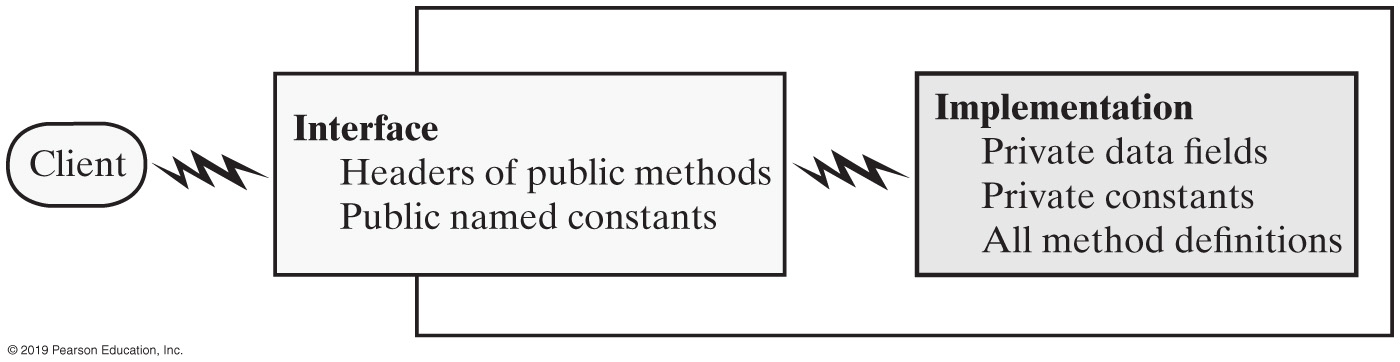 Client
Interface
Headers of public methods
Public named constants
Implementation
Private data fields
Private constants
All method definitions
© 2019 Pearson Education, Inc.